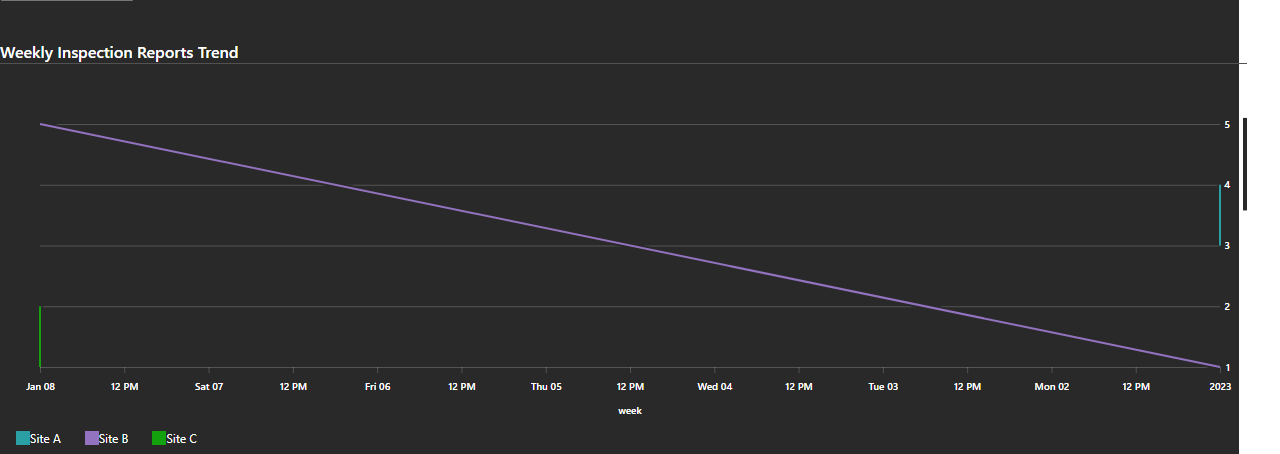 Weekly Inspection Reports Trend
5
4
3
2
1
Jan 08 12 PM Sat 07 12 PM Fri 06 12 PM Thu 05 12 PM Wed 04 12 PM Tue 03 12 PM Mon 02 12 PM 2023
week
Site A Site B Site C